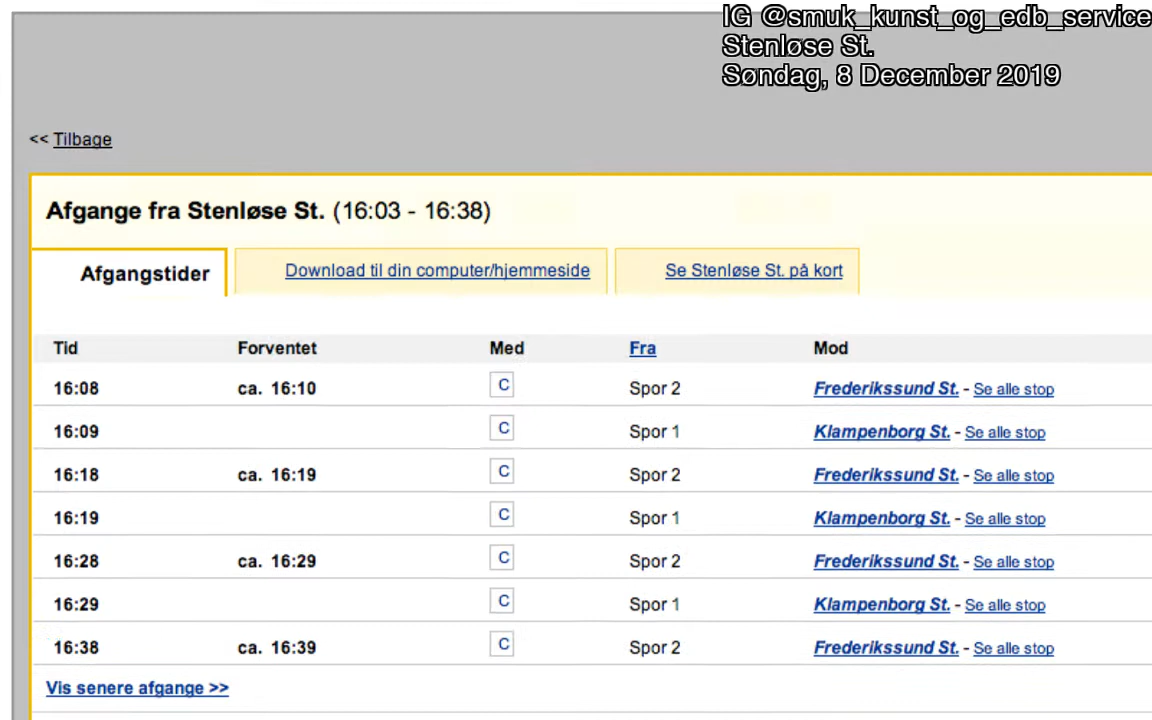 IG @smuk_kunst_og_edb_service
Stenløse St.
Søndag, 8 December 2019
<< Tilbage
Afgange fra Stenløse St. (16:03 - 16:38)
Afgangstider Download til din computer/hjemmeside Se Stenløse St. på kort
Tid Forventet Med Fra Mod
16:08 ca. 16:10 C Spor 2 Frederikssund St. - Se alle stop
16:09 C Spor 1 Klampenborg St. - Se alle stop
16:18 ca. 16:19 C Spor 2 Frederikssund St. - Se alle stop
16:19 C Spor 1 Klampenborg St. - Se alle stop
16:28 ca. 16:29 C Spor 2 Frederikssund St. - Se alle stop
16:29 C Spor 1 Klampenborg St. - Se alle stop
16:38 ca. 16:39 C Spor 2 Frederikssund St. - Se alle stop
Vis senere afgange >>